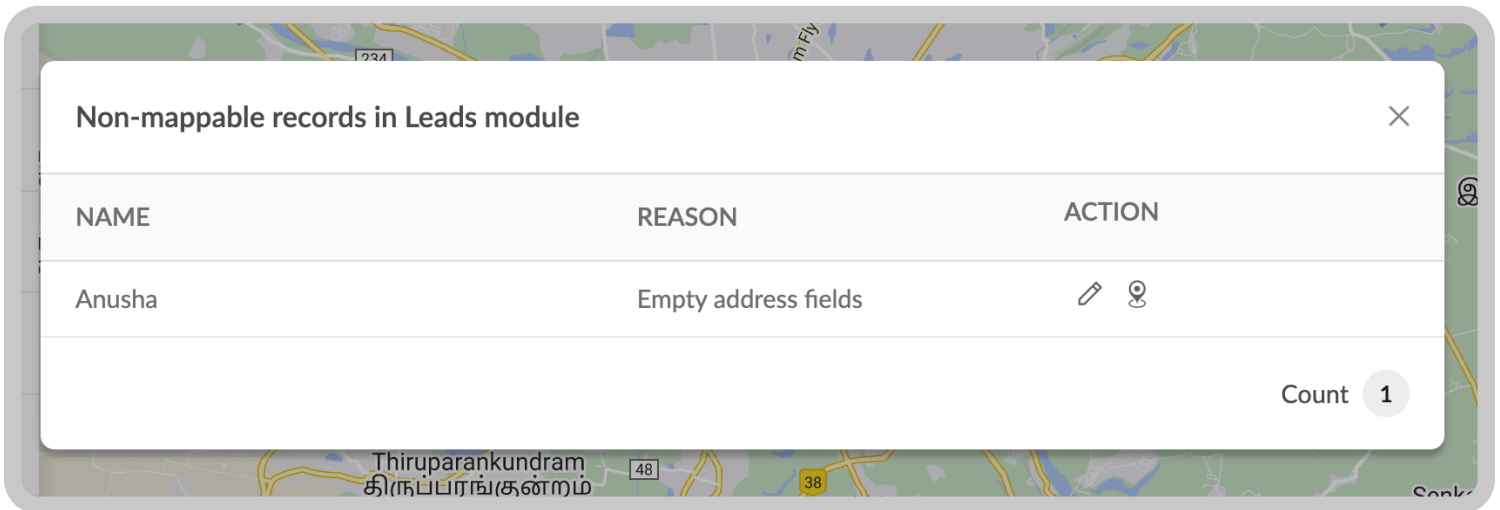 234
m Fly
Non-mappable records in Leads module
NAME REASON ACTION
Anusha Empty address fields
Count 1
Thiruparankundram
திருப்பரங்குன்றம்
48
38